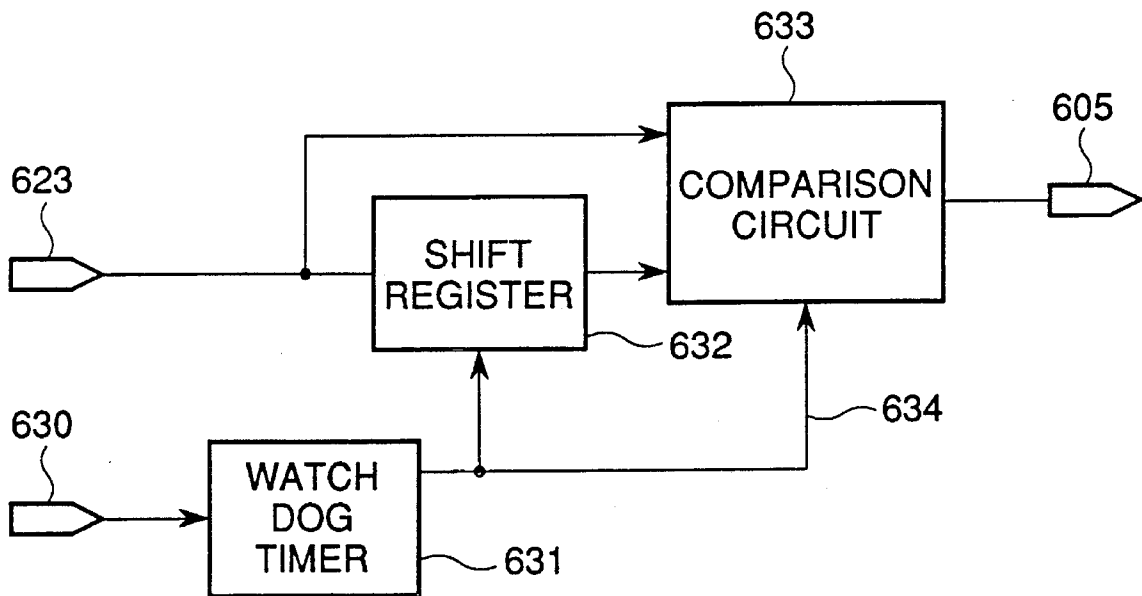 633
605
623
COMPARISON
CIRCUIT
SHIFT
REGISTER
632
634
630
WATCH
DOG
TIMER
631